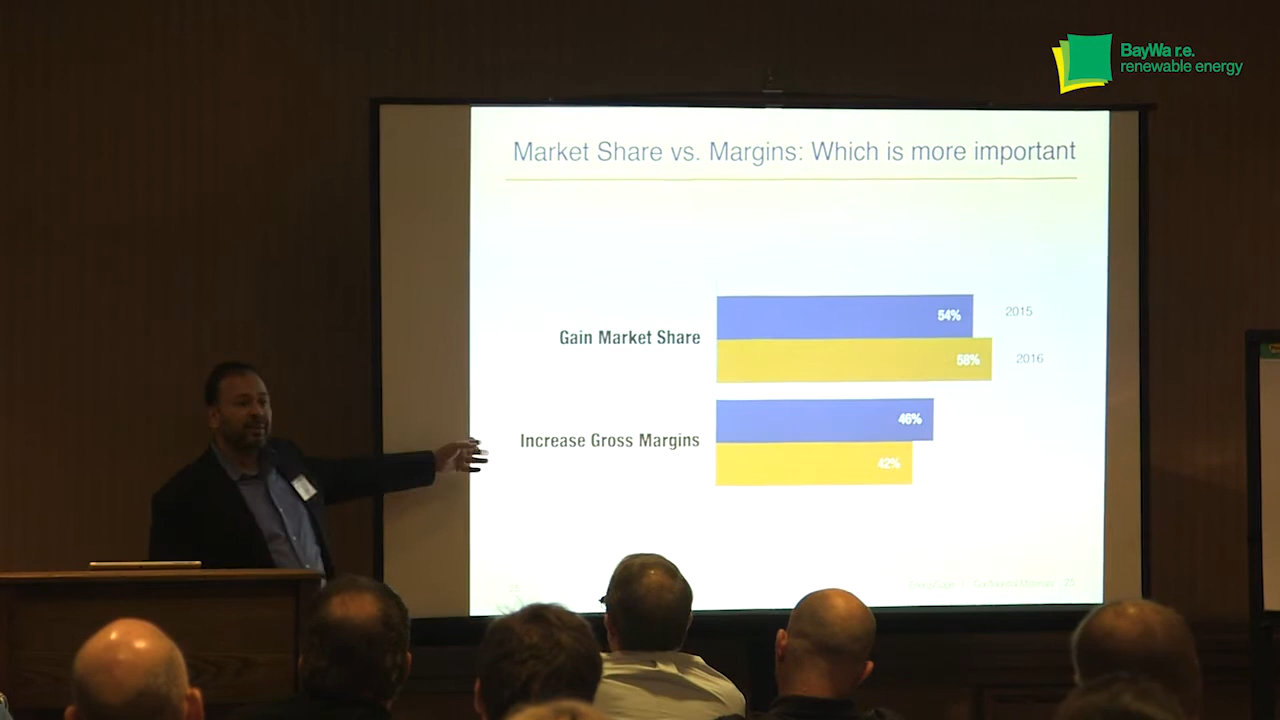 BayWa r.e.
renewable energy
Market Share vs. Margins: Which is more important
Gain Market Share
54%
2015
58%
2016
Increase Gross Margins
46%
42%